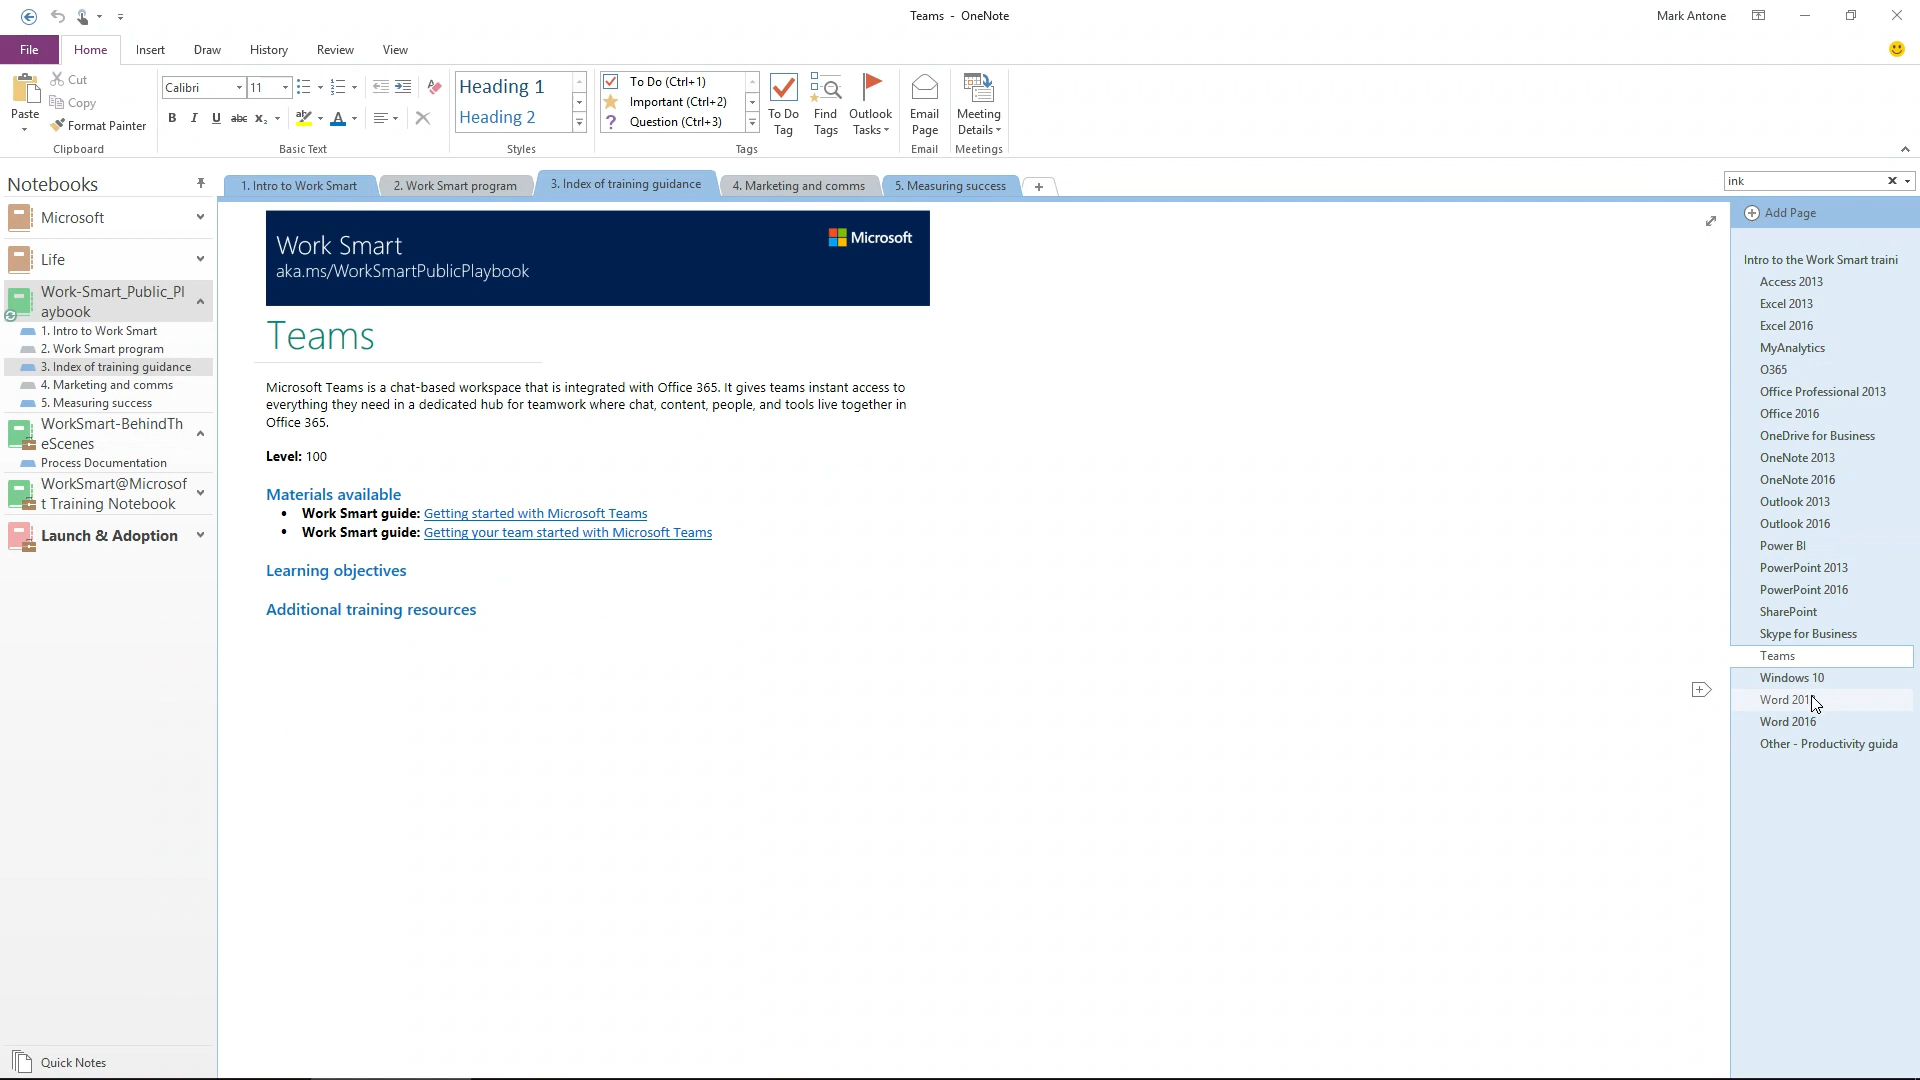 Teams - OneNote
Mark Antone
File
Home
Insert
Draw
History
Review
View
Paste
Cut
Copy
Format Painter
Clipboard
Calibri
11
B I U abc X₂
A
Basic Text
Heading 1
Heading 2
Styles
To Do (Ctrl+1)
Important (Ctrl+2)
Question (Ctrl+3)
To Do
Tag
Find
Tags
Outlook
Tasks
Tags
Email
Page
Email
Meeting
Details
Meetings
Notebooks
Microsoft
Life
Work-Smart_Public_Pl
aybook
1. Intro to Work Smart
2. Work Smart program
3. Index of training guidance
4. Marketing and comms
5. Measuring success
WorkSmart-BehindTh
eScenes
Process Documentation
WorkSmart@Microsof
t Training Notebook
Launch & Adoption
Quick Notes
1. Intro to Work Smart
2. Work Smart program
3. Index of training guidance
4. Marketing and comms
5. Measuring success
ink
Work Smart
aka.ms/WorkSmartPublicPlaybook
Microsoft
Teams
Microsoft Teams is a chat-based workspace that is integrated with Office 365. It gives teams instant access to
everything they need in a dedicated hub for teamwork where chat, content, people, and tools live together in
Office 365.
Level: 100
Materials available
• Work Smart guide: Getting started with Microsoft Teams
• Work Smart guide: Getting your team started with Microsoft Teams
Learning objectives
Additional training resources
Add Page
Intro to the Work Smart traini
Access 2013
Excel 2013
Excel 2016
MyAnalytics
O365
Office Professional 2013
Office 2016
OneDrive for Business
OneNote 2013
OneNote 2016
Outlook 2013
Outlook 2016
Power BI
PowerPoint 2013
PowerPoint 2016
SharePoint
Skype for Business
Teams
Windows 10
Word
Word 2016
Other - Productivity guida